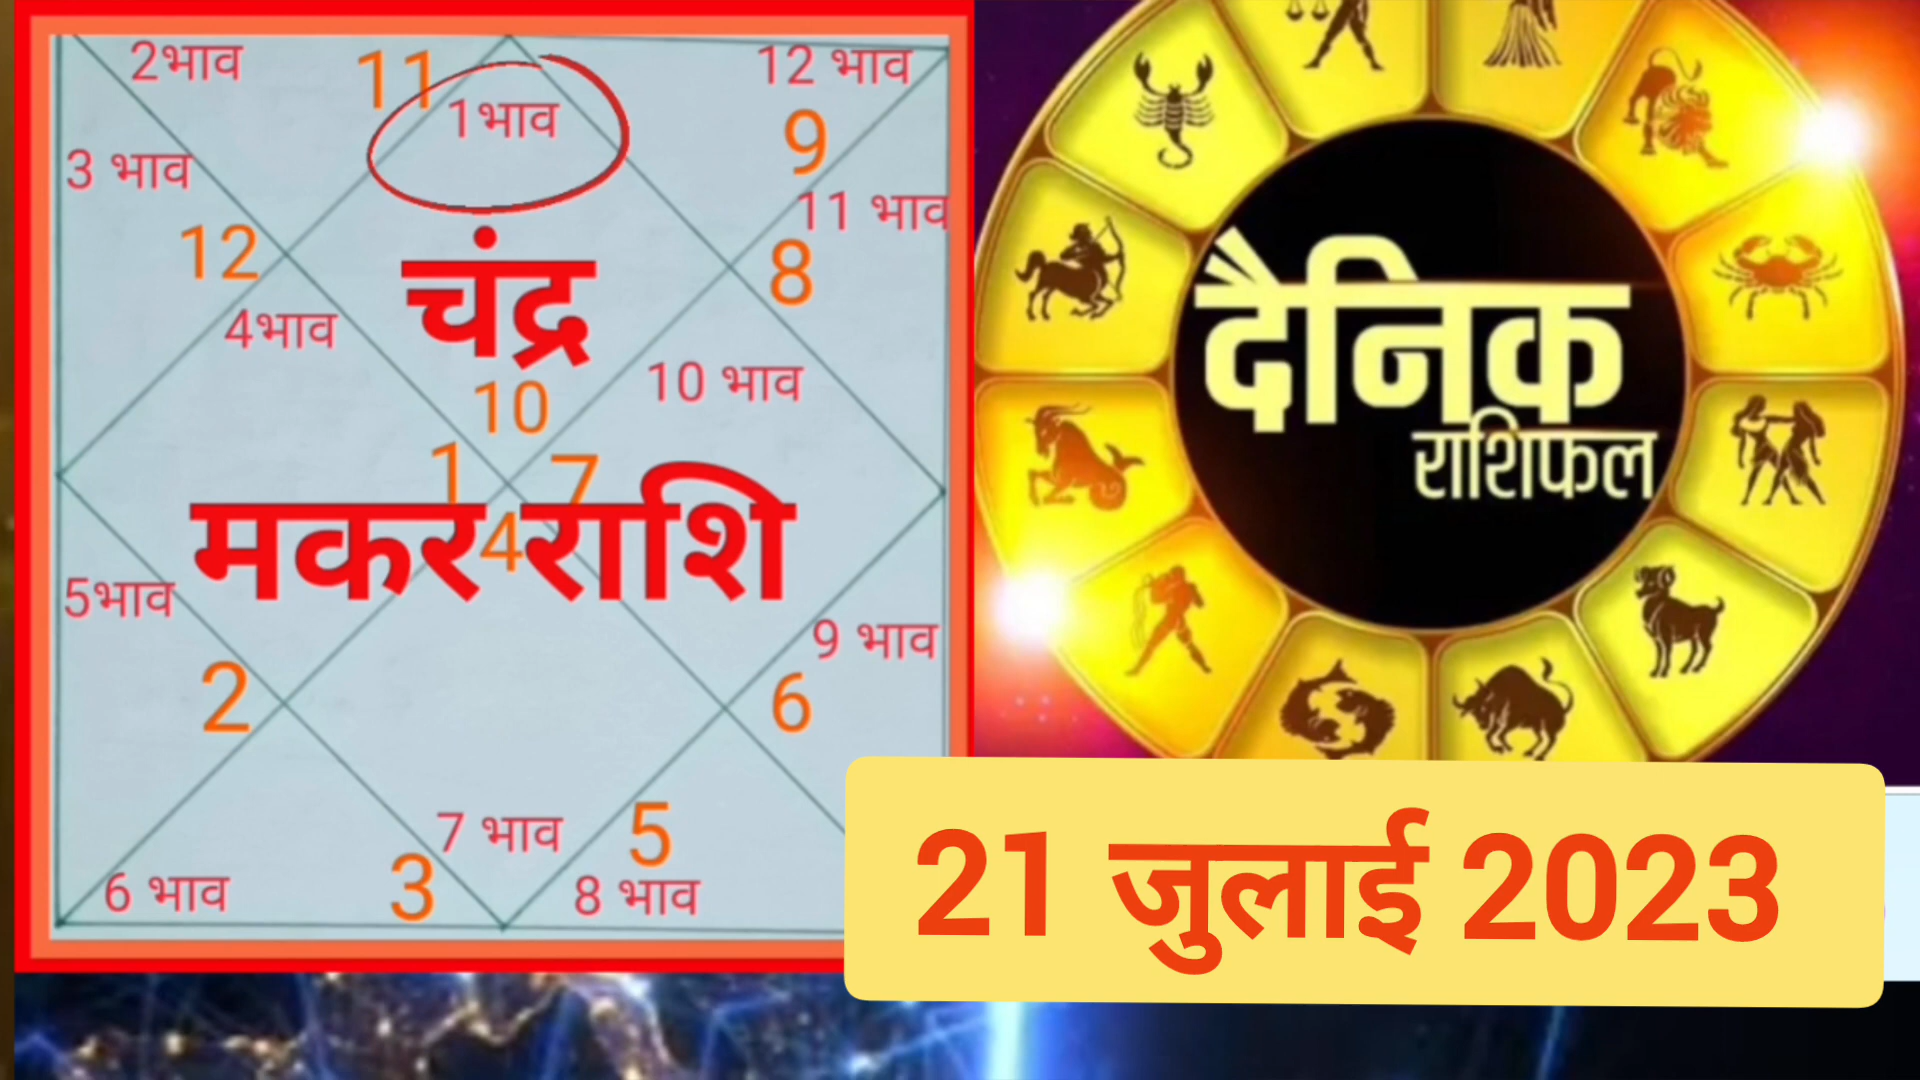 2भाव
11
1भाव
12 भाव
9
3 भाव
11 भाव
12
8
चंद्र
4भाव
10 भाव
10
1
7
मकर राशि
4
5भाव
9 भाव
2
6
7 भाव
5
3
6 भाव
8 भाव
दैनिक
राशिफल
21 जुलाई 2023